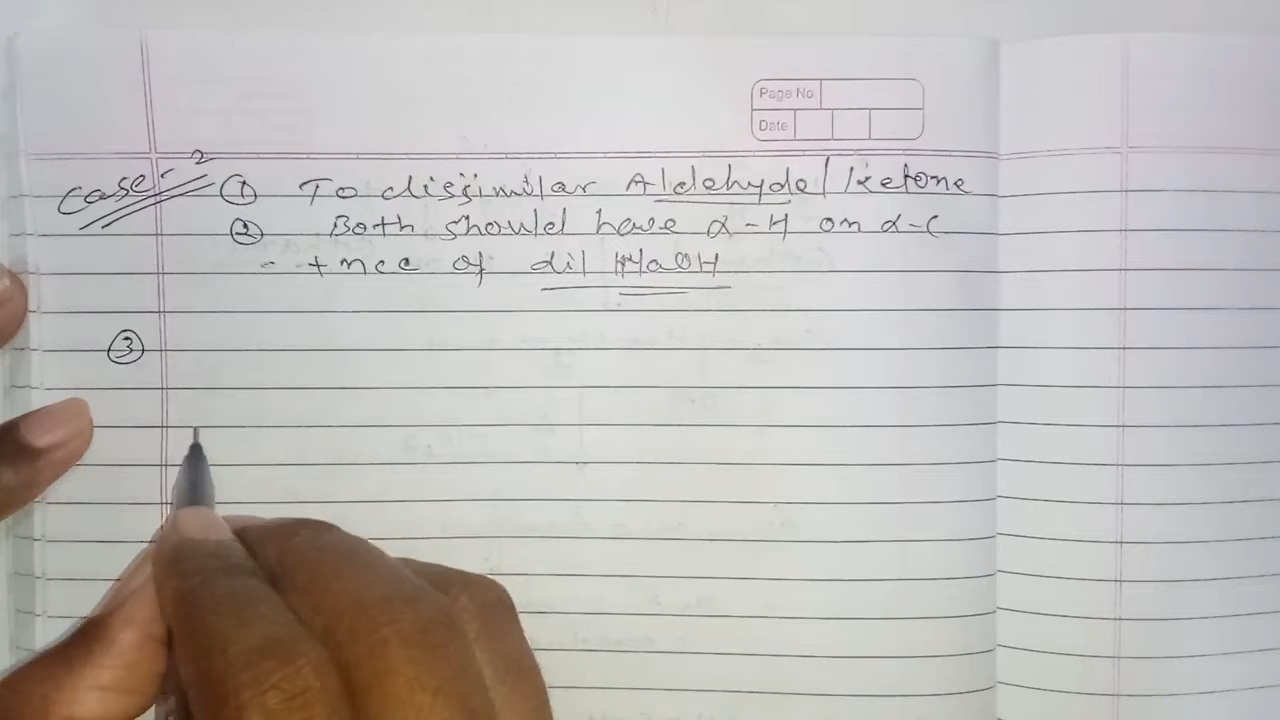 Page No.
Date
Case-2 ① To dissimilar Aldehyde/ketone
② Both should have α-H on α-C
+nce of dil NaOH
③